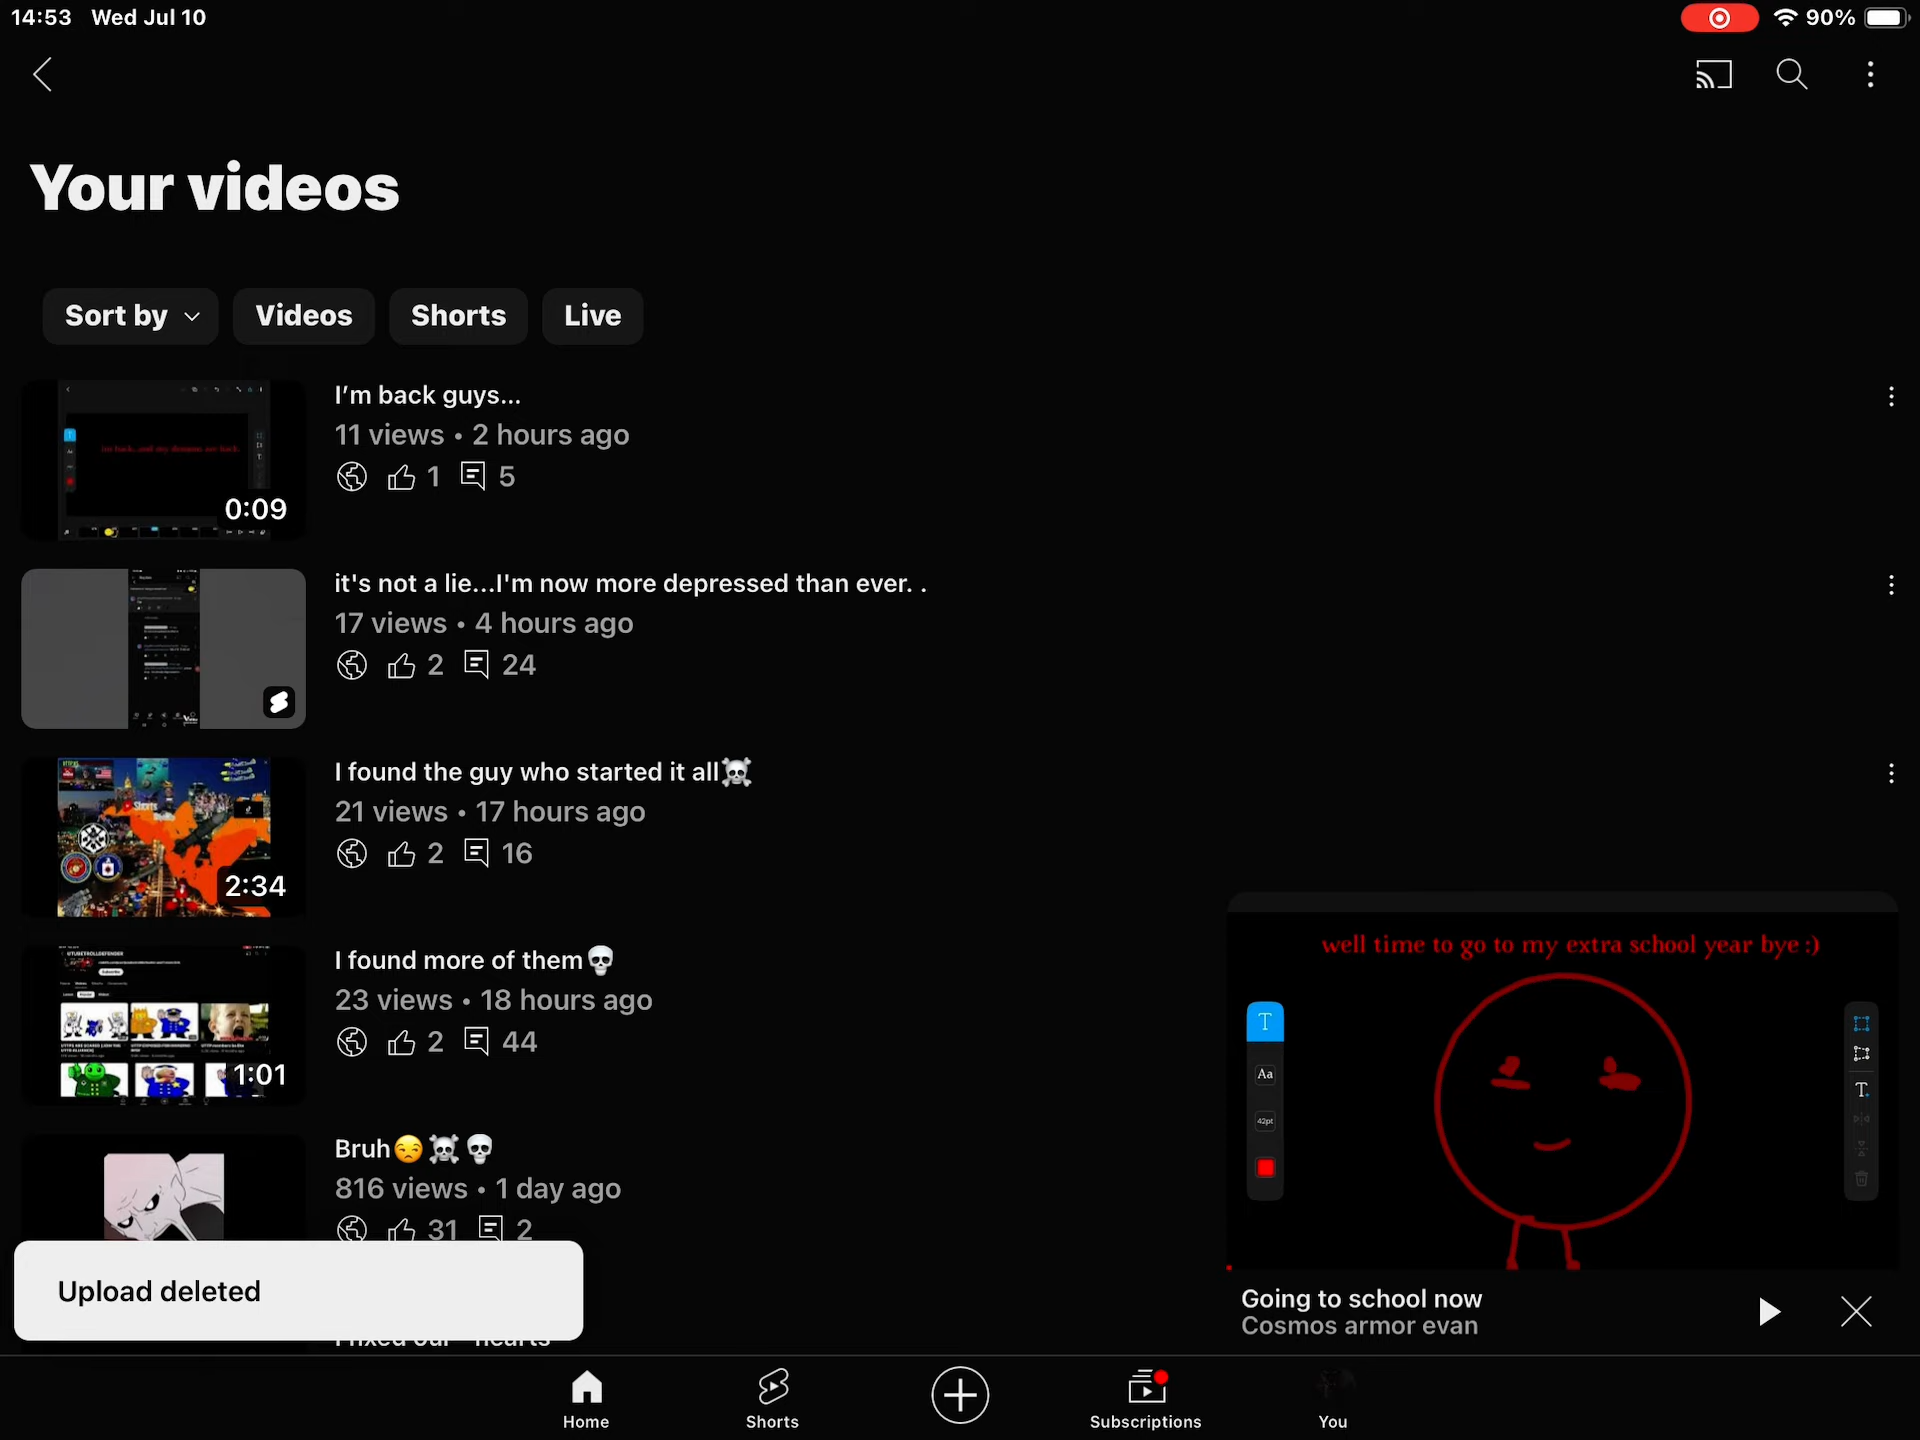 14:53 Wed Jul 10
90%
Your videos
Sort by
Videos
Shorts
Live
0:09
I’m back guys...
11 views • 2 hours ago
1 5
it's not a lie...I'm now more depressed than ever. .
17 views • 4 hours ago
2 24
2:34
I found the guy who started it all☠️
21 views • 17 hours ago
2 16
1:01
I found more of them💀
23 views • 18 hours ago
2 44
Bruh😒☠️💀
816 views • 1 day ago
31 2
Upload deleted
well time to go to my extra school year bye :)
T
Aa
42pt
T
Going to school now
Cosmos armor evan
Home
Shorts
Subscriptions
You